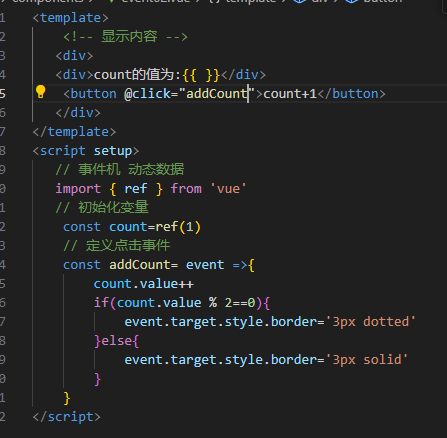 <template>
<!-- 显示内容 -->
<div>
<div>count的值为:{{ }}</div>
5 <button @click="addCount">count+1</button>
</div>
</template>
<script setup>
// 事件机 动态数据
import { ref } from 'vue'
// 初始化变量
const count=ref(1)
// 定义点击事件
const addCount= event =>{
count.value++
if(count.value % 2==0){
event.target.style.border='3px dotted'
}else{
event.target.style.border='3px solid'
}
}
</script>